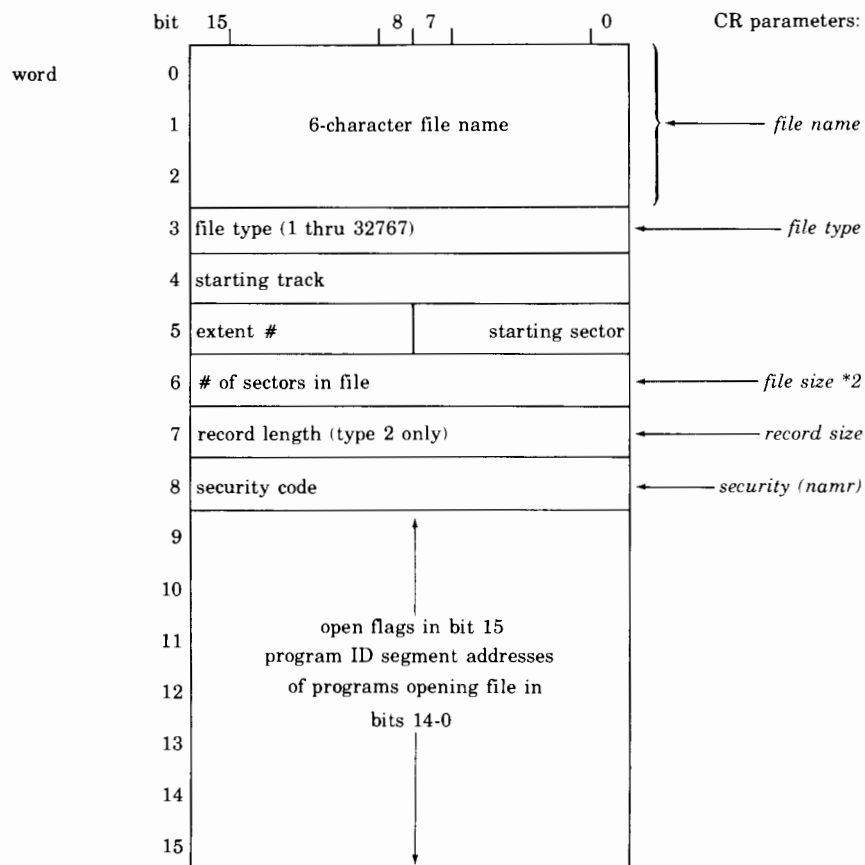 bit 15 8 7 0 CR parameters:
word 0
1 6-character file name file name
2
3 file type (1 thru 32767) file type
4 starting track
5 extent # starting sector
6 # of sectors in file file size *2
7 record length (type 2 only) record size
8 security code security (namr)
9
10
open flags in bit 15
11
program ID segment addresses
12 of programs opening file in
bits 14-0
13
14
15